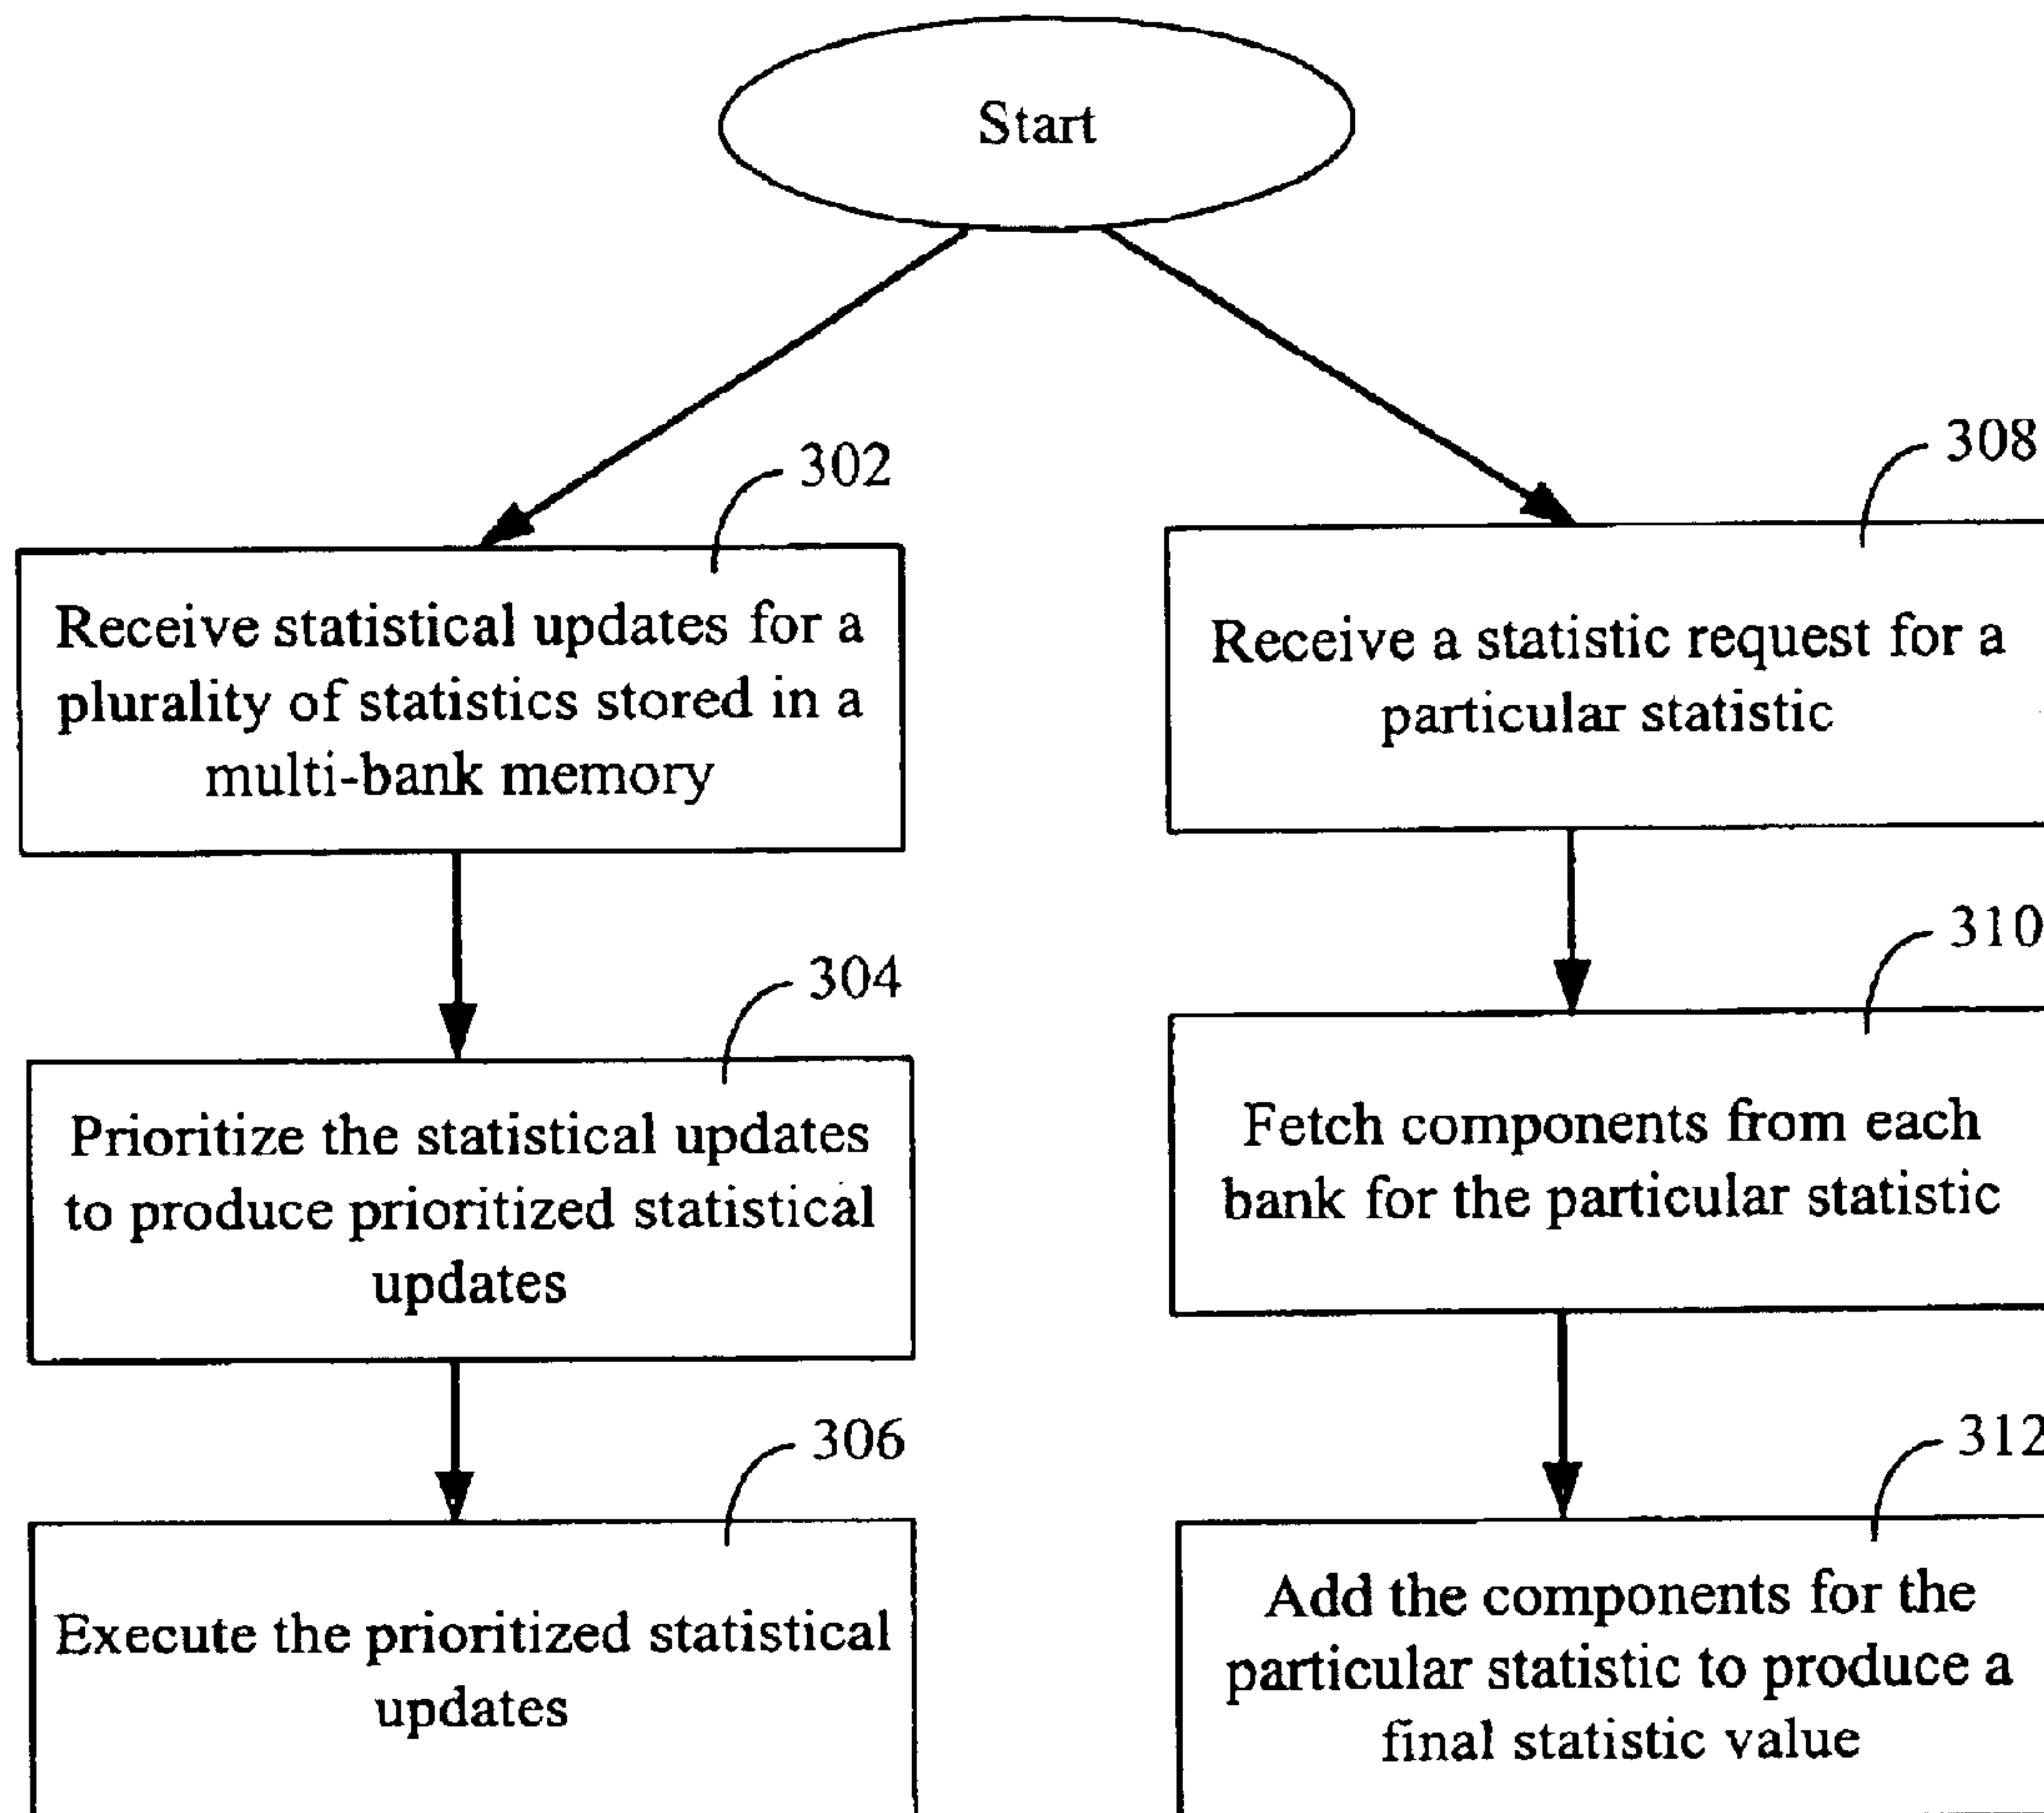 Start
302
Receive statistical updates for a
plurality of statistics stored in a
multi-bank memory
304
Prioritize the statistical updates
to produce prioritized statistical
updates
306
Execute the prioritized statistical
updates
308
Receive a statistic request for a
particular statistic
310
Fetch components from each
bank for the particular statistic
312
Add the components for the
particular statistic to produce a
final statistic value